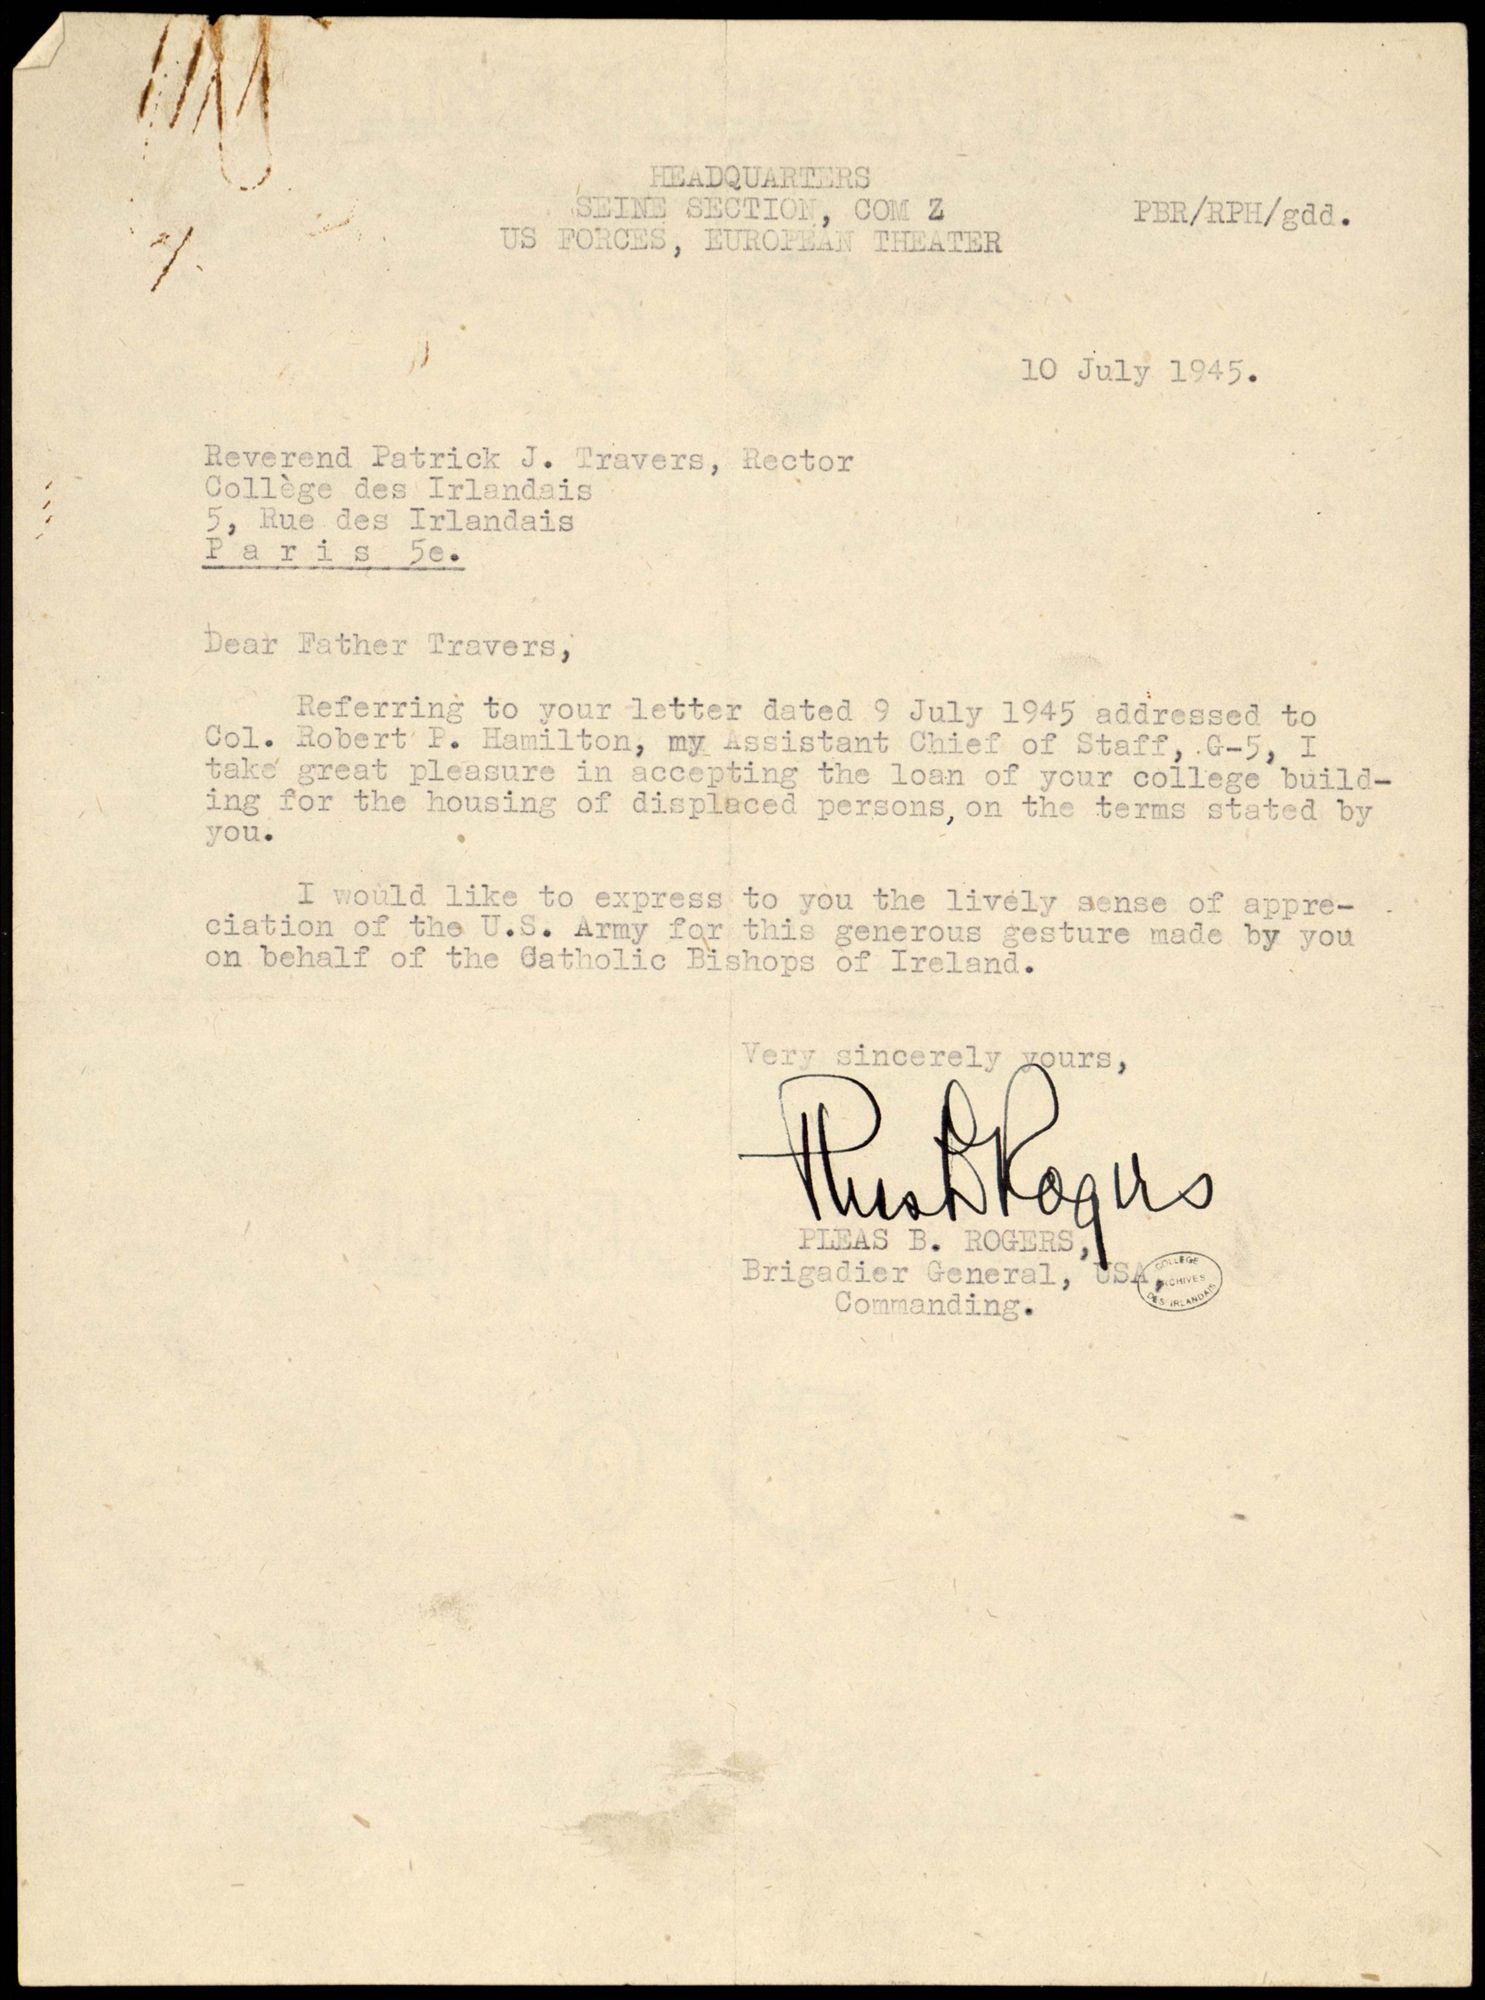 HEADQUARTERS
SEINE SECTION, COM Z
US FORCES, EUROPEAN THEATER
PBR/RPH/gdd.
10 July 1945.
Reverend Patrick J. Travers, Rector
Collège des Irlandais
5, Rue des Irlandais
P a r i s  5e.
Dear Father Travers,
Referring to your letter dated 9 July 1945 addressed to
Col. Robert P. Hamilton, my Assistant Chief of Staff, G-5, I
take great pleasure in accepting the loan of your college build-
ing for the housing of displaced persons, on the terms stated by
you.
I would like to express to you the lively sense of appre-
ciation of the U.S. Army for this generous gesture made by you
on behalf of the Catholic Bishops of Ireland.
Very sincerely yours,
Pleas B Rogers
PLEAS B. ROGERS,
Brigadier General, USA,
Commanding.
COLLÈGE
ARCHIVES
DES IRLANDAIS